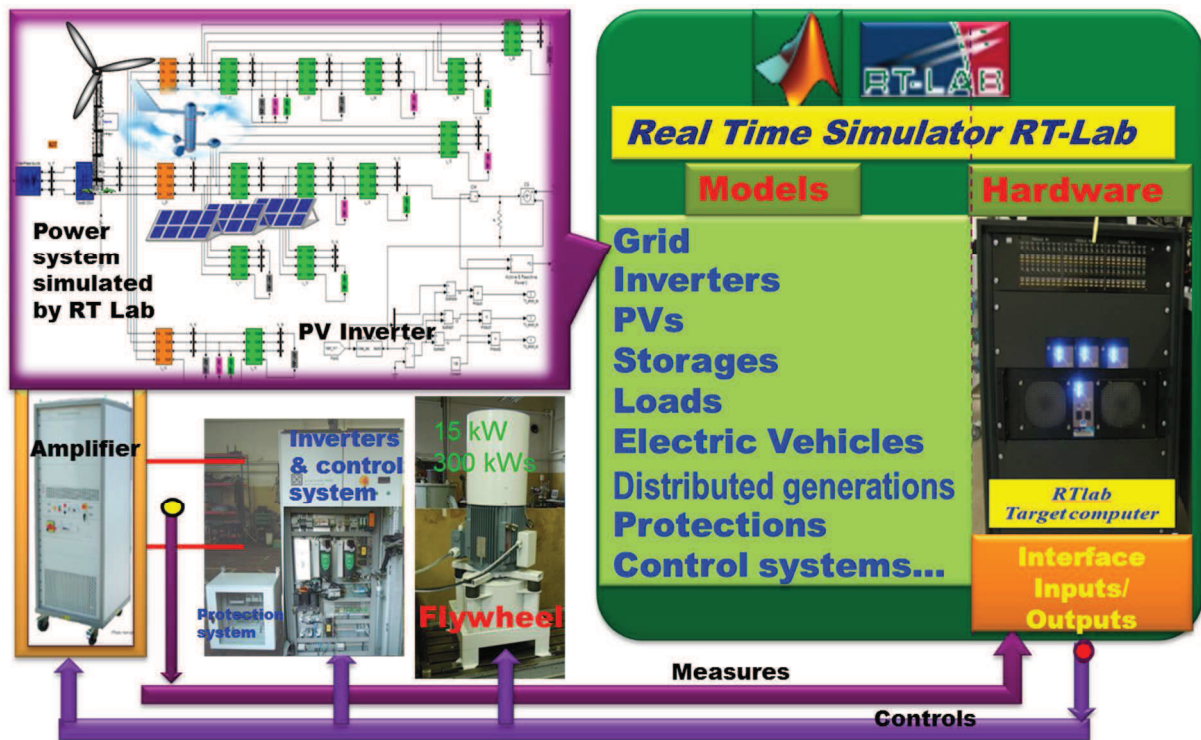 Power
system
simulated
by RT Lab
PV Inverter
RT-LAB
Real Time Simulator RT-Lab
Models
Hardware
Grid
Inverters
PVs
Storages
Loads
Electric Vehicles
Distributed generations
Protections
Control systems...
RTlab
Target computer
Interface
Inputs/
Outputs
Amplifier
Inverters
& control
system
Protection
system
15 kW
300 kWs
Flywheel
Measures
Controls